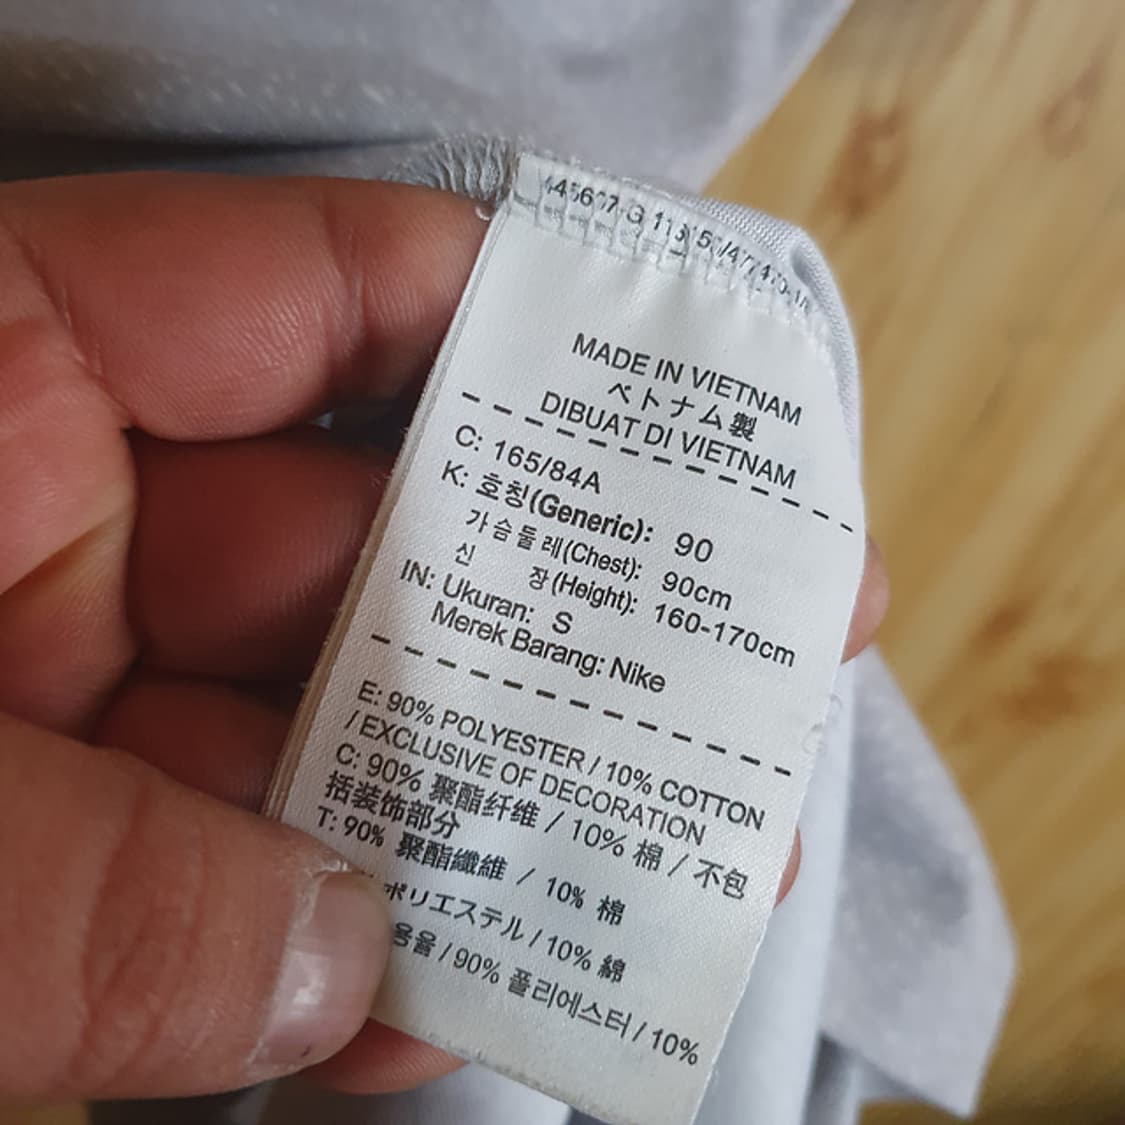 MADE IN VIETNAM
ベトナム製
DIBUAT DI VIETNAM
C: 165/84A
K: 호칭(Generic): 90
가슴둘레(Chest): 90cm
신 장(Height): 160-170cm
IN: Ukuran: S
Merek Barang: Nike
E: 90% POLYESTER / 10% COTTON
/ EXCLUSIVE OF DECORATION
C: 90% 聚酯纤维 / 10% 棉 / 不包
括装饰部分
T: 90% 聚酯纖維 / 10% 棉
ポリエステル / 10% 綿
용율 / 90% 폴리에스터 / 10%